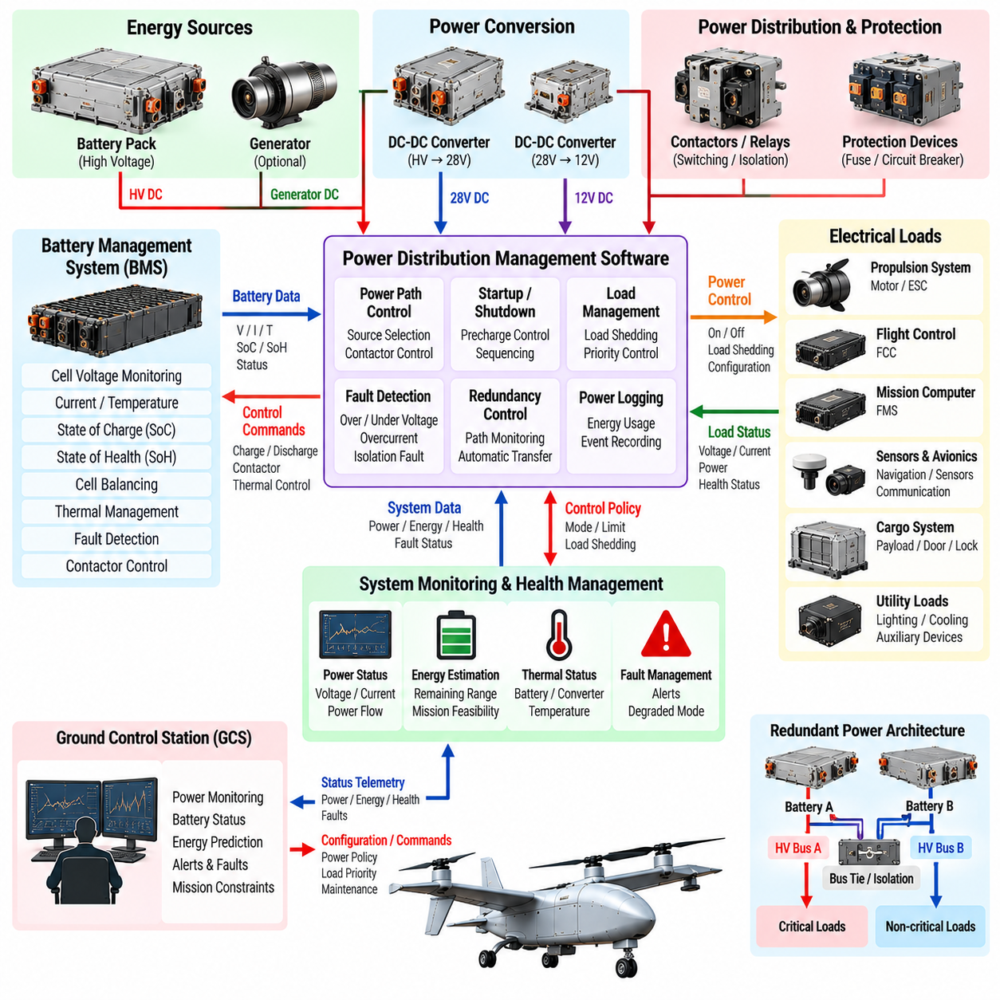 Energy Sources
Battery Pack
(High Voltage)
Generator
(Optional)
HV DC
Generator DC
Power Conversion
DC-DC Converter
(HV → 28V)
DC-DC Converter
(28V → 12V)
28V DC
12V DC
Power Distribution & Protection
Contactors / Relays
(Switching / Isolation)
Protection Devices
(Fuse / Circuit Breaker)
Battery Management
System (BMS)
Cell Voltage Monitoring
Current / Temperature
State of Charge (SoC)
State of Health (SoH)
Cell Balancing
Thermal Management
Fault Detection
Contactor Control
Battery Data
V / I / T
SoC / SoH
Status
Control
Commands
Charge / Discharge
Contactor
Thermal Control
Power Distribution Management Software
Power Path
Control
Source Selection
Contactor Control
Startup /
Shutdown
Precharge Control
Sequencing
Load
Management
Load Shedding
Priority Control
Fault Detection
Over / Under Voltage
Overcurrent
Isolation Fault
Redundancy
Control
Path Monitoring
Automatic Transfer
Power Logging
Energy Usage
Event Recording
Power
Control
On / Off
Load Shedding
Configuration
Load Status
Voltage / Current
Power
Health Status
Electrical Loads
Propulsion System
Motor / ESC
Flight Control
FCC
Mission Computer
FMS
Sensors & Avionics
Navigation / Sensors
Communication
Cargo System
Payload / Door / Lock
Utility Loads
Lighting / Cooling
Auxiliary Devices
System Data
Power / Energy / Health
Fault Status
Control Policy
Mode / Limit
Load Shedding
System Monitoring & Health Management
Power Status
Voltage / Current
Power Flow
Energy Estimation
Remaining Range
Mission Feasibility
Thermal Status
Battery / Converter
Temperature
Fault Management
Alerts
Degraded Mode
Ground Control Station (GCS)
Power Monitoring
Battery Status
Energy Prediction
Alerts & Faults
Mission Constraints
Status Telemetry
Power / Energy / Health
Faults
Configuration / Commands
Power Policy
Load Priority
Maintenance
Redundant Power Architecture
Battery A
Battery B
HV Bus A
HV Bus B
Bus Tie / Isolation
Critical Loads
Non-critical Loads